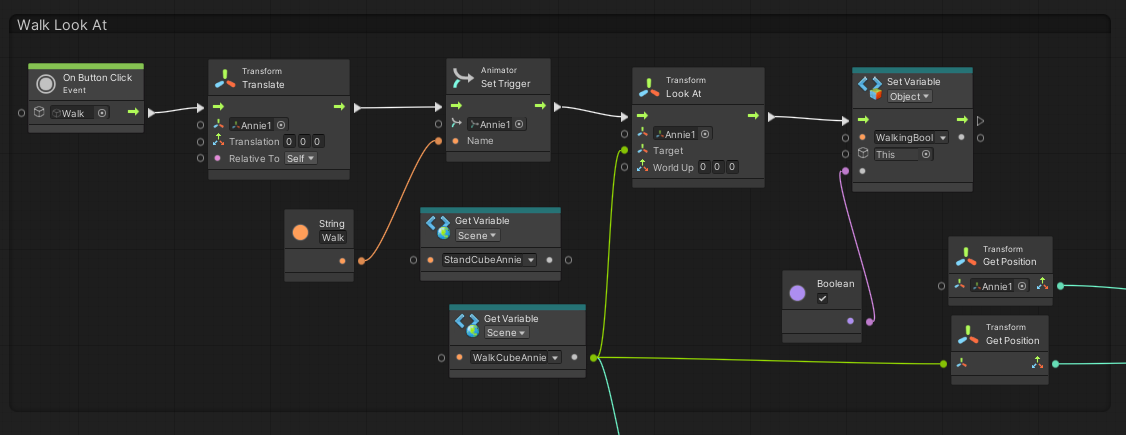 Walk Look At
On Button Click
Event
Walk
Transform
Translate
Annie1
Translation 0 0 0
Relative To Self
Animator
Set Trigger
Annie1
Name
Transform
Look At
Annie1
Target
World Up 0 0 0
Set Variable
Object
WalkingBool
This
String
Walk
Get Variable
Scene
StandCubeAnnie
Get Variable
Scene
WalkCubeAnnie
Boolean
Transform
Get Position
Annie1
Transform
Get Position